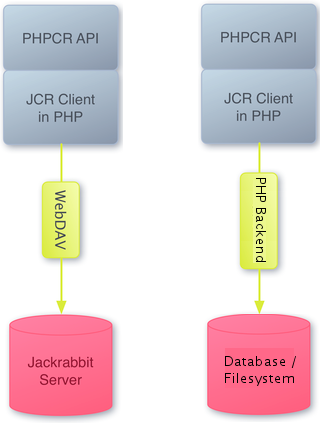 PHPCR API
JCR Client
in PHP
WebDAV
Jackrabbit
Server
PHPCR API
JCR Client
in PHP
PHP Backend
Database /
Filesystem